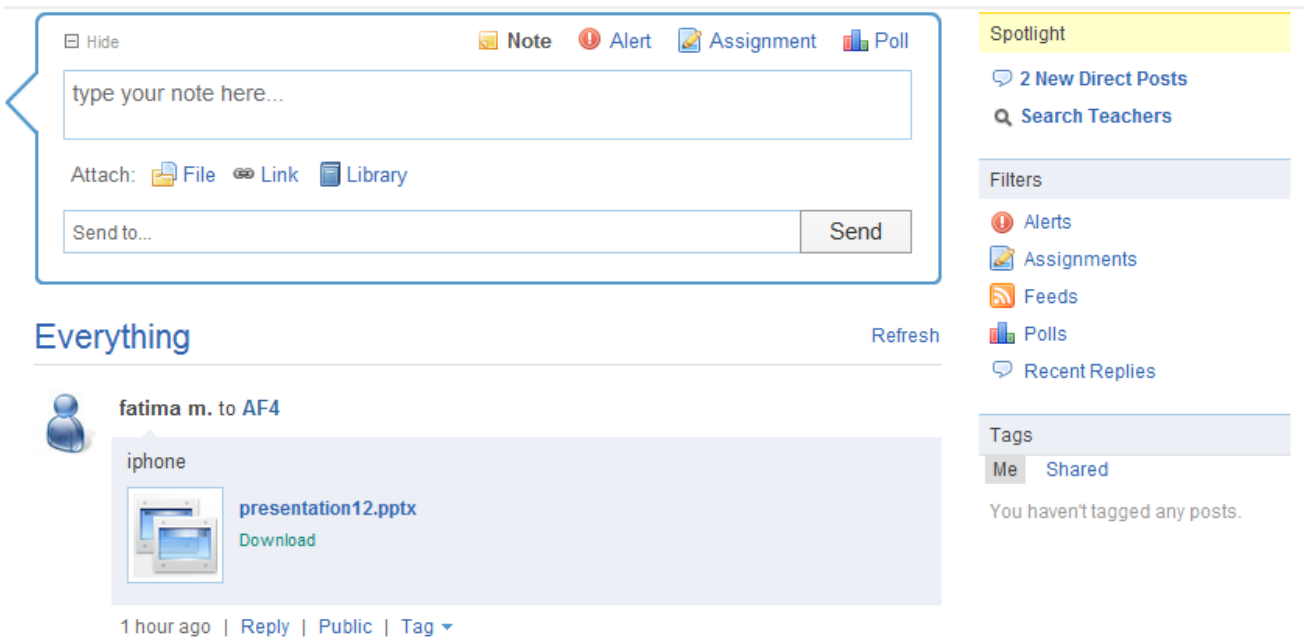 Hide Note Alert Assignment Poll
type your note here...
Attach: File Link Library
Send to... Send
Everything Refresh
fatima m. to AF4
iphone
presentation12.pptx
Download
1 hour ago | Reply | Public | Tag
Spotlight
2 New Direct Posts
Search Teachers
Filters
Alerts
Assignments
Feeds
Polls
Recent Replies
Tags
Me Shared
You haven't tagged any posts.